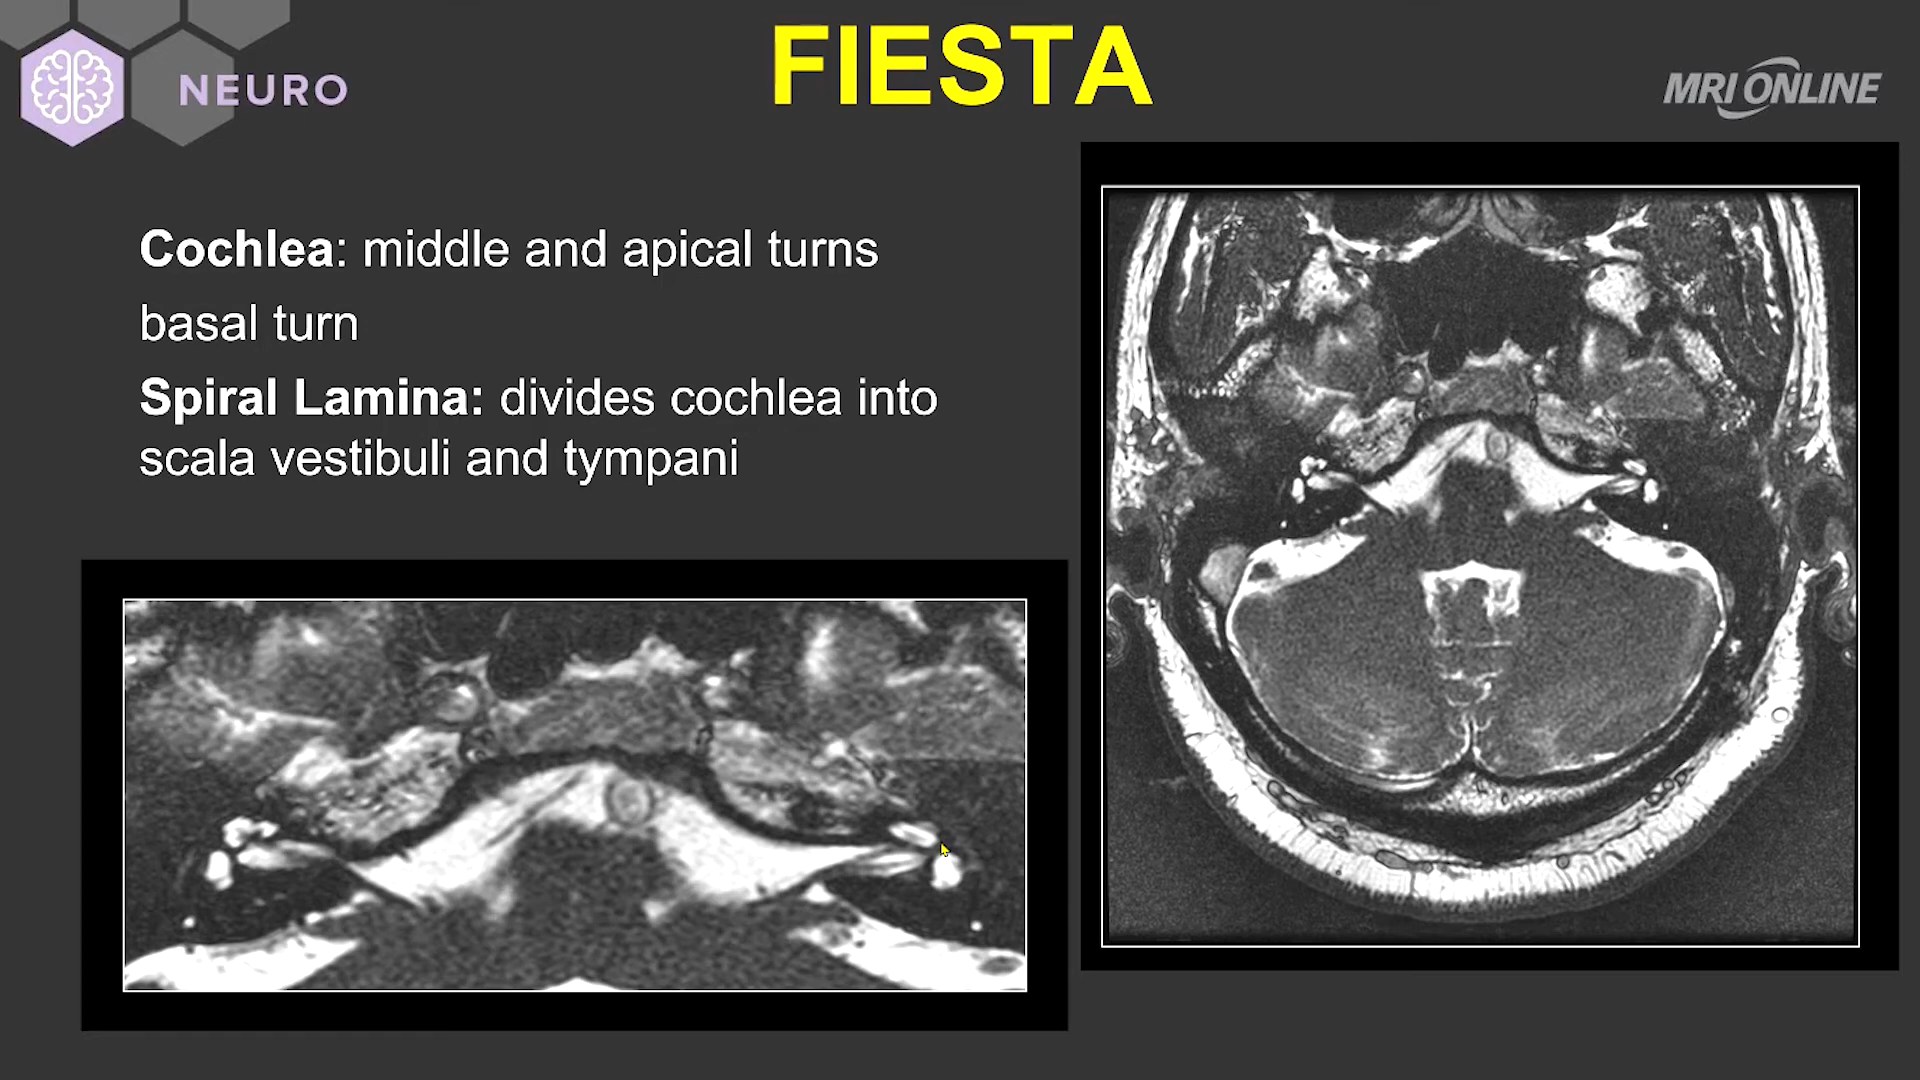 FIESTA
NEURO
MRI ONLINE
Cochlea: middle and apical turns
basal turn
Spiral Lamina: divides cochlea into
scala vestibuli and tympani